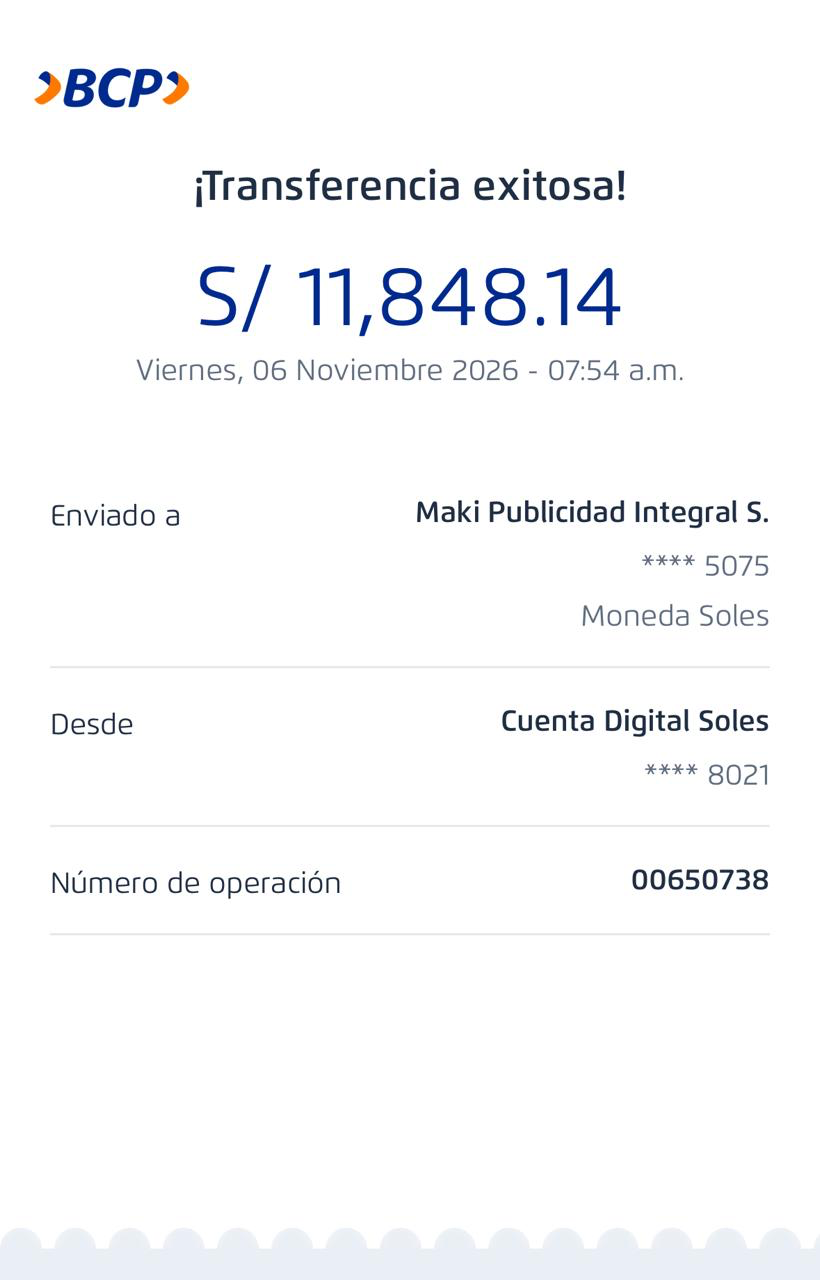 BCP
¡Transferencia exitosa!
S/ 11,848.14
Viernes, 06 Noviembre 2026 - 07:54 a.m.
Enviado a
Maki Publicidad Integral S.
**** 5075
Moneda Soles
Desde
Cuenta Digital Soles
**** 8021
Número de operación
00650738